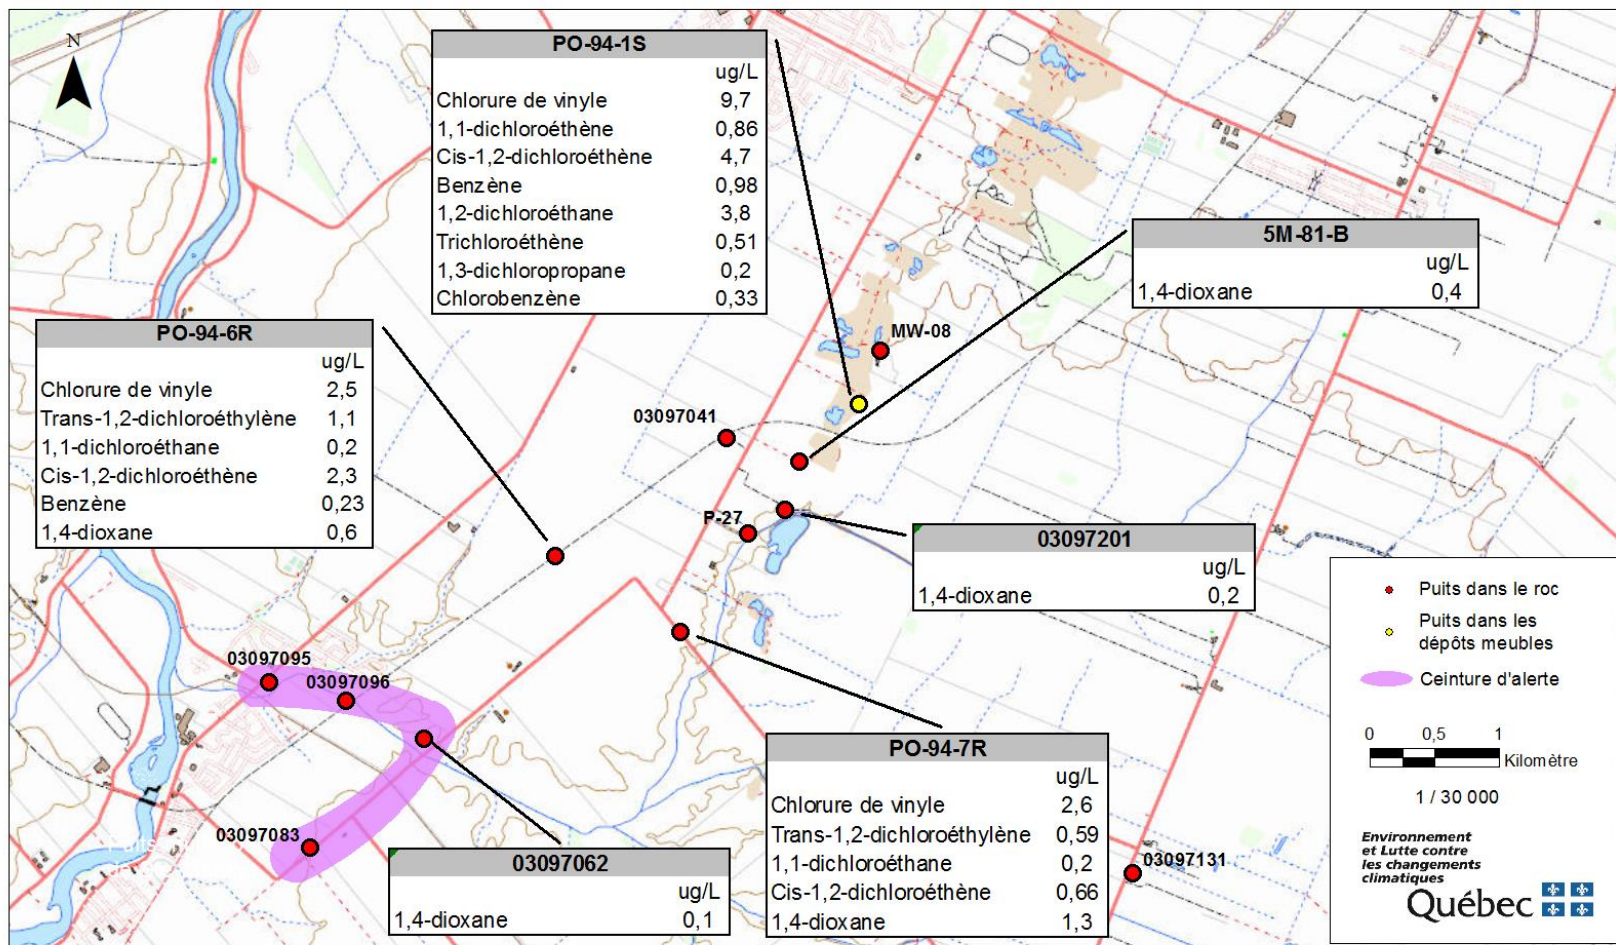 N
PO-94-1S
ug/L
Chlorure de vinyle 9,7
1,1-dichloroéthène 0,86
Cis-1,2-dichloroéthène 4,7
Benzène 0,98
1,2-dichloroéthane 3,8
Trichloroéthène 0,51
1,3-dichloropropane 0,2
Chlorobenzène 0,33
5M-81-B
ug/L
1,4-dioxane 0,4
PO-94-6R
ug/L
Chlorure de vinyle 2,5
Trans-1,2-dichloroéthylène 1,1
1,1-dichloroéthane 0,2
Cis-1,2-dichloroéthène 2,3
Benzène 0,23
1,4-dioxane 0,6
MW-08
03097041
P-27
03097201
ug/L
1,4-dioxane 0,2
03097095
03097096
03097083
03097062
ug/L
1,4-dioxane 0,1
PO-94-7R
ug/L
Chlorure de vinyle 2,6
Trans-1,2-dichloroéthylène 0,59
1,1-dichloroéthane 0,2
Cis-1,2-dichloroéthène 0,66
1,4-dioxane 1,3
03097131
Puits dans le roc
Puits dans les
dépôts meubles
Ceinture d'alerte
0 0,5 1
Kilomètre
1 / 30 000
Environnement
et Lutte contre
les changements
climatiques
Québec